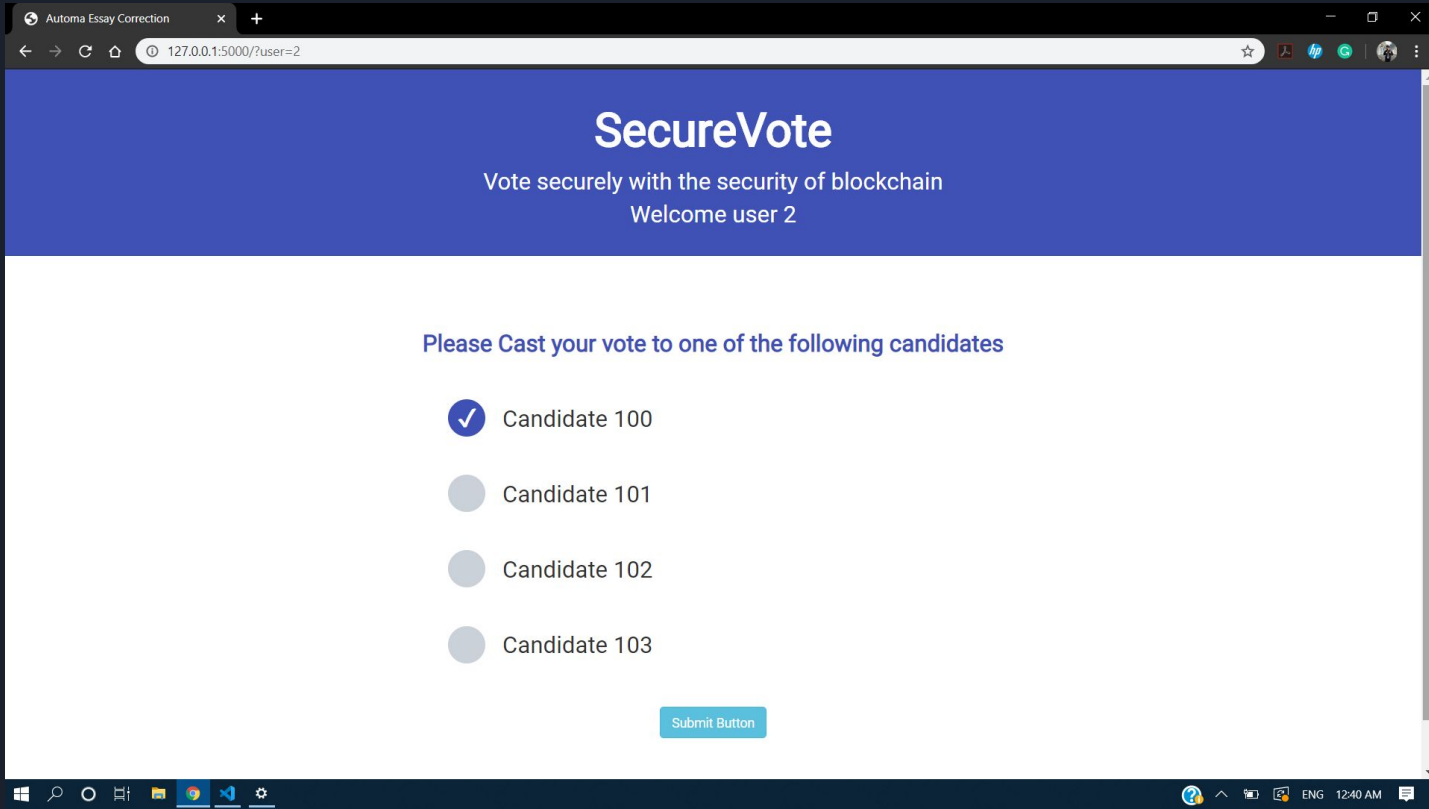 Automa Essay Correction
127.0.0.1:5000/?user=2
SecureVote
Vote securely with the security of blockchain
Welcome user 2
Please Cast your vote to one of the following candidates
Candidate 100
Candidate 101
Candidate 102
Candidate 103
Submit Button
ENG 12:40 AM